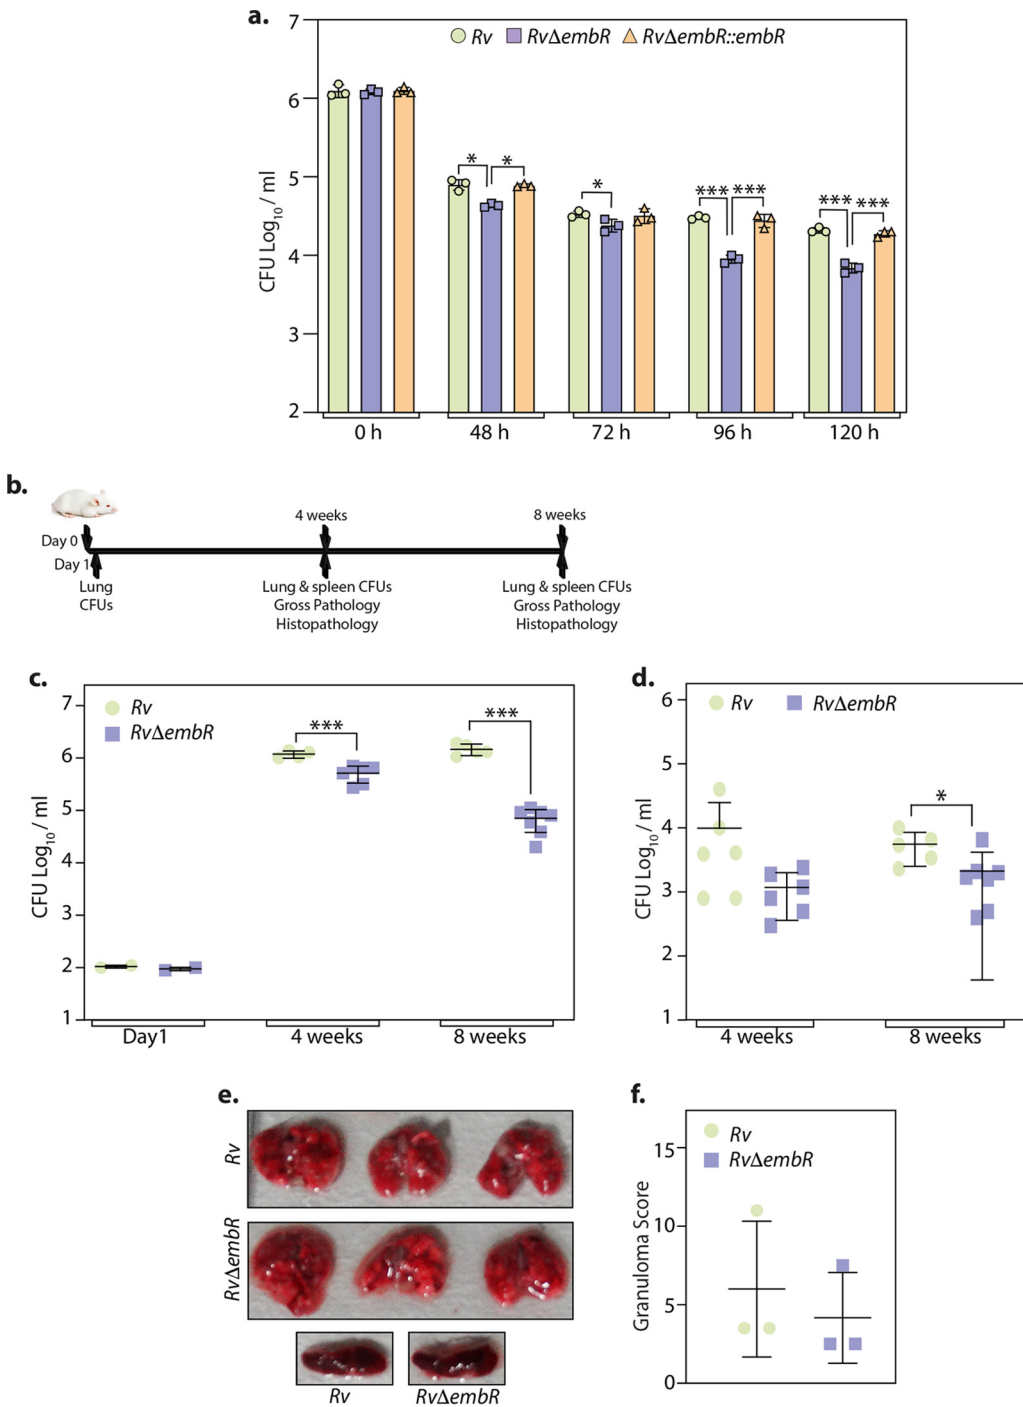 a.
7
6
5
4
3
2
CFU Log10 / ml
Rv RvΔembR RvΔembR::embR
* *
*
*** ***
*** ***
0 h 48 h 72 h 96 h 120 h
b.
Day 0
Day 1
4 weeks
8 weeks
Lung
CFUs
Lung & spleen CFUs
Gross Pathology
Histopathology
Lung & spleen CFUs
Gross Pathology
Histopathology
c.
7
6
5
4
3
2
1
CFU Log10 / ml
Rv
RvΔembR
***
***
Day1 4 weeks 8 weeks
d.
6
5
4
3
2
1
CFU Log10 / ml
Rv RvΔembR
*
4 weeks 8 weeks
e.
Rv
RvΔembR
Rv RvΔembR
f.
15
10
5
0
Granuloma Score
Rv
RvΔembR